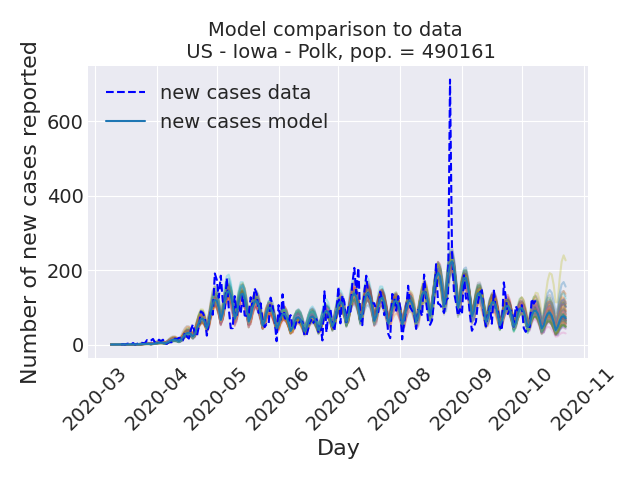 Model comparison to data
US - Iowa - Polk, pop. = 490161
Number of new cases reported
new cases data
new cases model
600
400
200
0
2020-03
2020-04
2020-05
2020-06
2020-07
2020-08
2020-09
2020-10
2020-11
Day